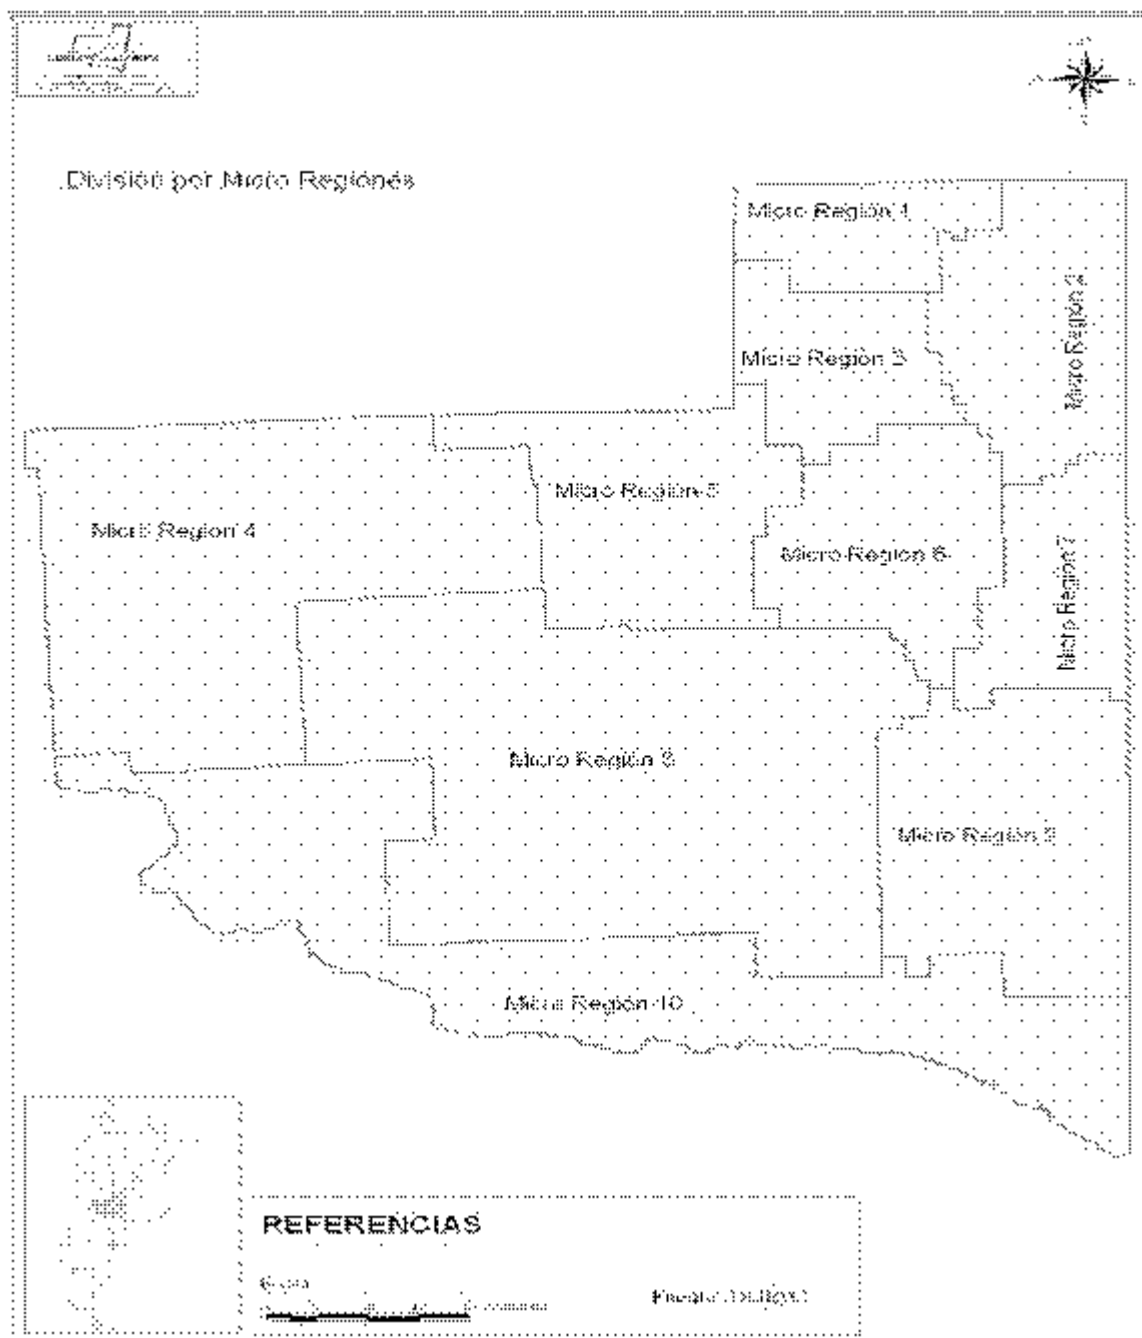 División por Micro Regiones
Micro Región 1
Micro Región 2
Micro Región 3
Micro Región 5
Micro Región 4
Micro Región 6
Micro Región 7
Micro Región 8
Micro Región 9
Micro Región 10
REFERENCIAS